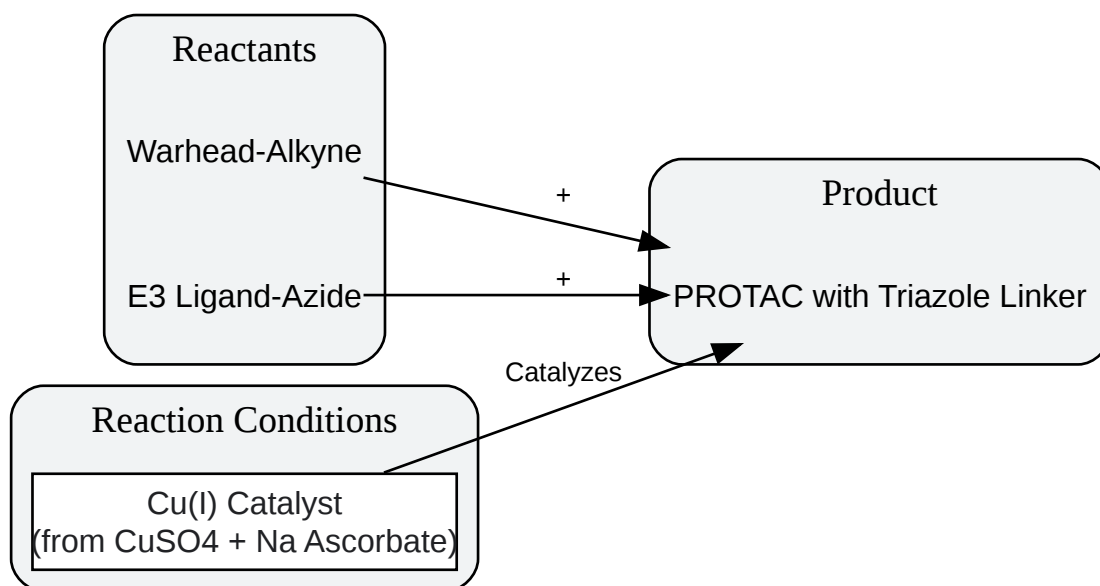 Reactants
Warhead-Alkyne
+
E3 Ligand-Azide
+
Product
PROTAC with Triazole Linker
Catalyzes
Reaction Conditions
Cu(I) Catalyst
(from CuSO4 + Na Ascorbate)